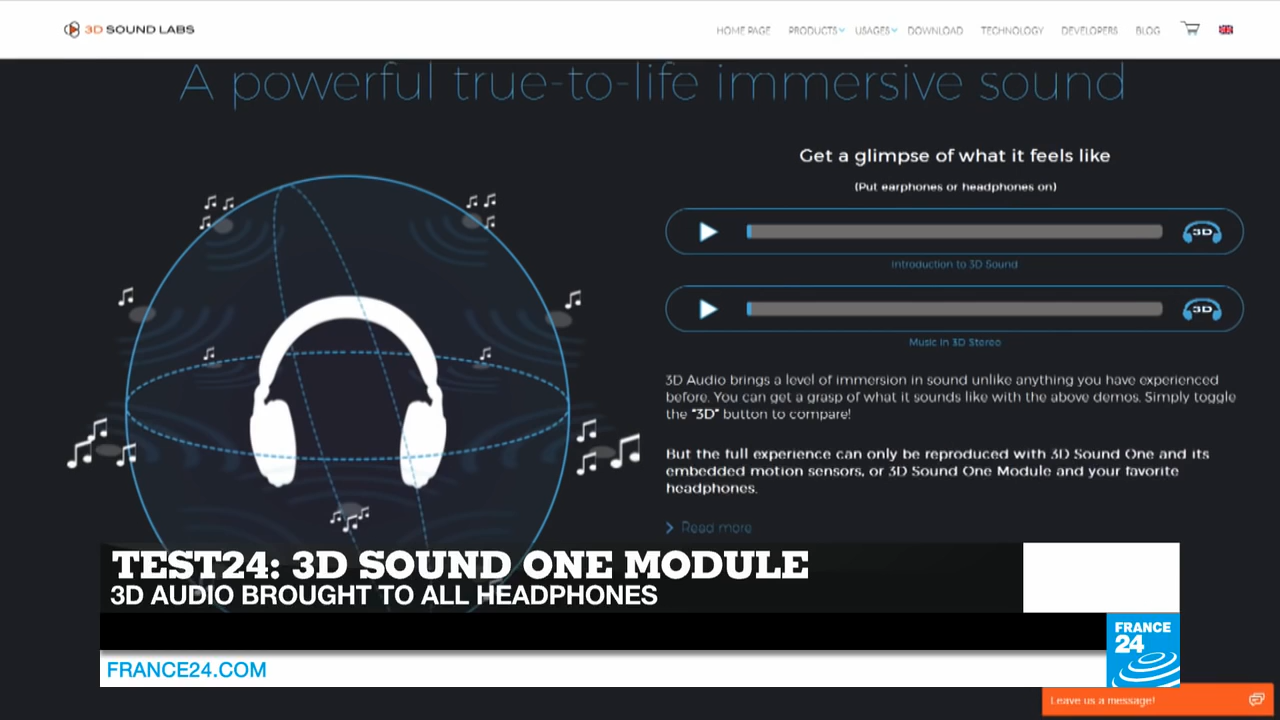 3D SOUND LABS
HOME PAGE PRODUCTS USAGES DOWNLOAD TECHNOLOGY DEVELOPERS BLOG
A powerful true-to-life immersive sound
Get a glimpse of what it feels like
(Put earphones or headphones on)
3D
Introduction to 3D Sound
3D
Music in 3D Stereo
3D Audio brings a level of immersion in sound unlike anything you have experienced
before. You can get a grasp of what it sounds like with the above demos. Simply toggle
the "3D" button to compare!
But the full experience can only be reproduced with 3D Sound One and its
embedded motion sensors, or 3D Sound One Module and your favorite
headphones.
Read more
TEST24: 3D SOUND ONE MODULE
3D AUDIO BROUGHT TO ALL HEADPHONES
FRANCE
24
FRANCE24.COM
Leave us a message!